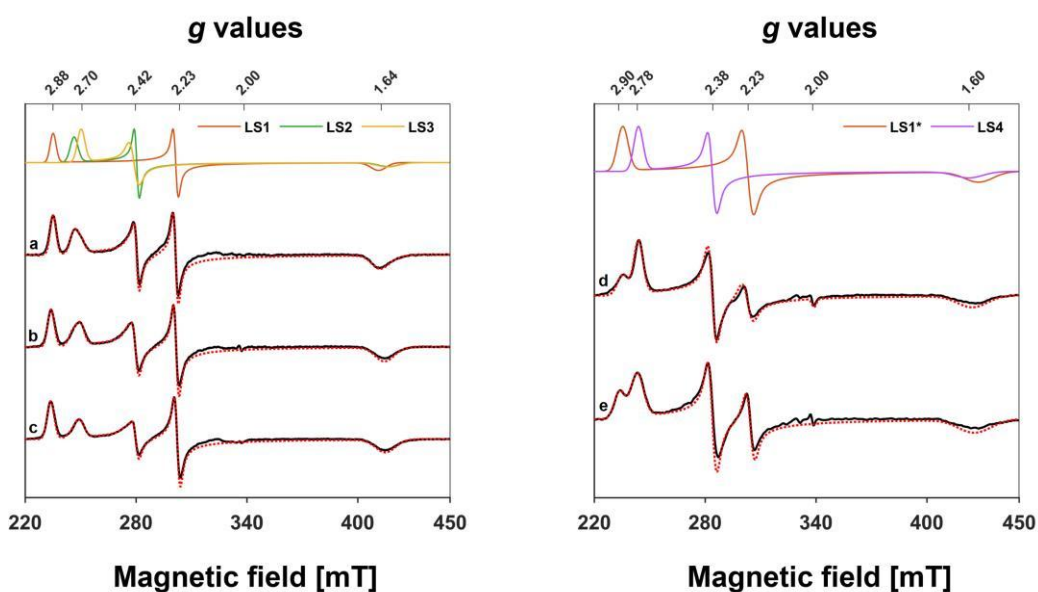 g values
2.88 2.70 2.42 2.23 2.00 1.64
LS1 LS2 LS3
a
b
c
220 280 340 400 450
Magnetic field [mT]
g values
2.90 2.78 2.38 2.23 2.00 1.60
LS1* LS4
d
e
220 280 340 400 450
Magnetic field [mT]